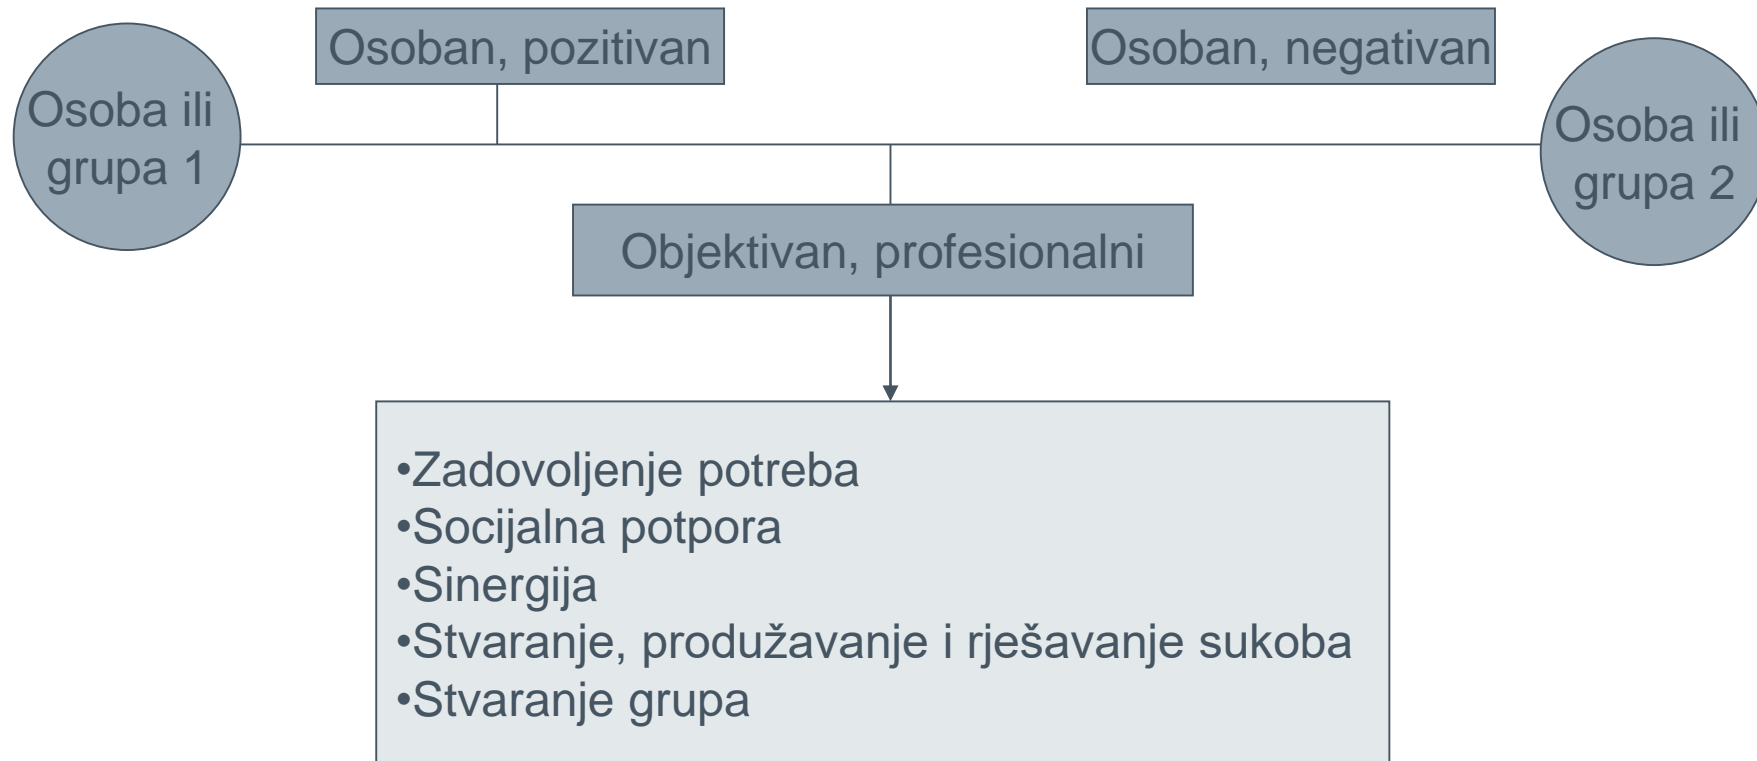 Osoban, pozitivan
Osoban, negativan
Osoba ili
grupa 1
Osoba ili
grupa 2
Objektivan, profesionalni
•Zadovoljenje potreba
•Socijalna potpora
•Sinergija
•Stvaranje, produžavanje i rješavanje sukoba
•Stvaranje grupa